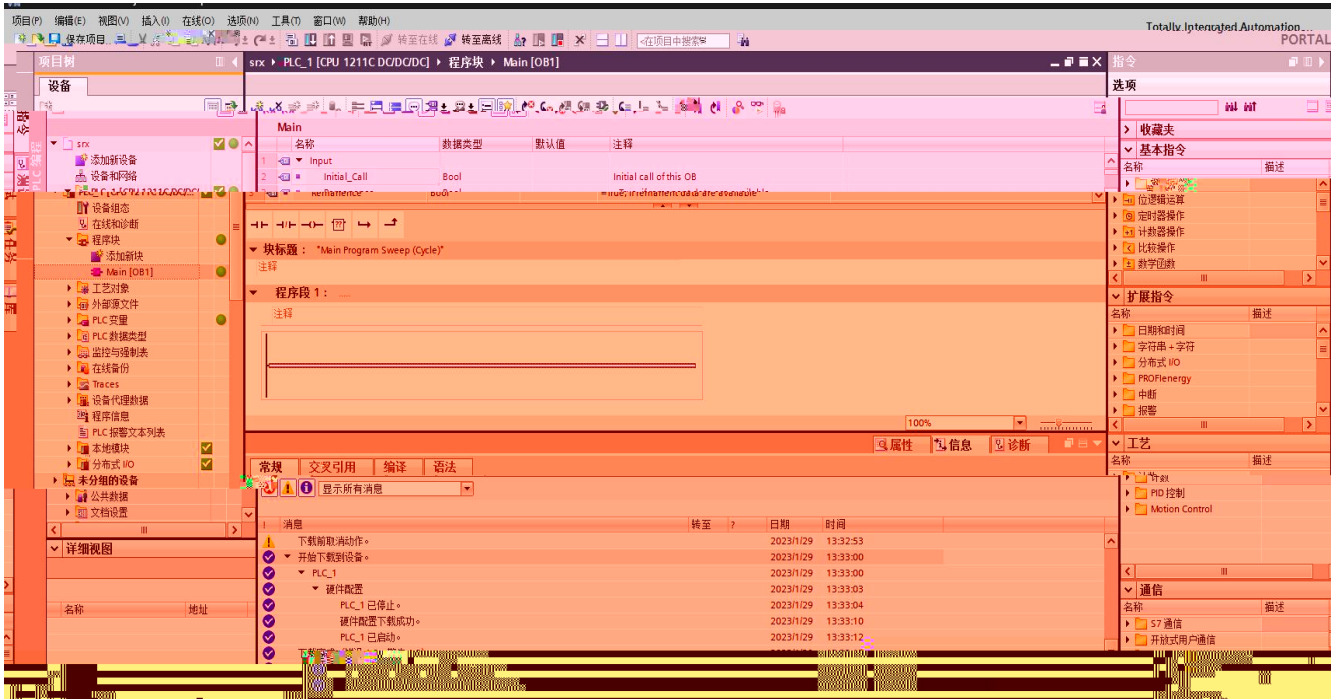 项目(P) 编辑(E) 视图(V) 插入(I) 在线(O) 选项(N) 工具(T) 窗口(W) 帮助(H)
Totally Integrated Automation
PORTAL
保存项目
转至在线 转至离线
<在项目中搜索>
项目树
srx PLC_1 [CPU 1211C DC/DC/DC] 程序块 Main [OB1]
指令
设备
选项
srx
添加新设备
设备和网络
设备组态
在线和诊断
程序块
添加新块
Main [OB1]
工艺对象
外部源文件
PLC 变量
PLC 数据类型
监控与强制表
在线备份
Traces
设备代理数据
程序信息
PLC 报警文本列表
本地模块
分布式 I/O
未分组的设备
公共数据
文档设置
详细视图
名称 地址
Main
名称 数据类型 默认值 注释
1 Input
2 Initial_Call Bool Initial call of this OB
块标题： "Main Program Sweep (Cycle)"
注释
程序段 1： ....
注释
100%
属性 信息 诊断
常规 交叉引用 编译 语法
显示所有消息
! 消息 转至 ? 日期 时间
下载前取消动作。 2023/1/29 13:32:53
开始下载到设备。 2023/1/29 13:33:00
PLC_1 2023/1/29 13:33:00
硬件配置 2023/1/29 13:33:03
PLC_1 已停止。 2023/1/29 13:33:04
硬件配置下载成功。 2023/1/29 13:33:10
PLC_1 已启动。 2023/1/29 13:33:12
收藏夹
基本指令
名称 描述
位逻辑运算
定时器操作
计数器操作
比较操作
数学函数
扩展指令
名称 描述
日期和时间
字符串 + 字符
分布式 I/O
PROFIenergy
中断
报警
工艺
名称 描述
计数
PID 控制
Motion Control
通信
名称 描述
S7 通信
开放式用户通信